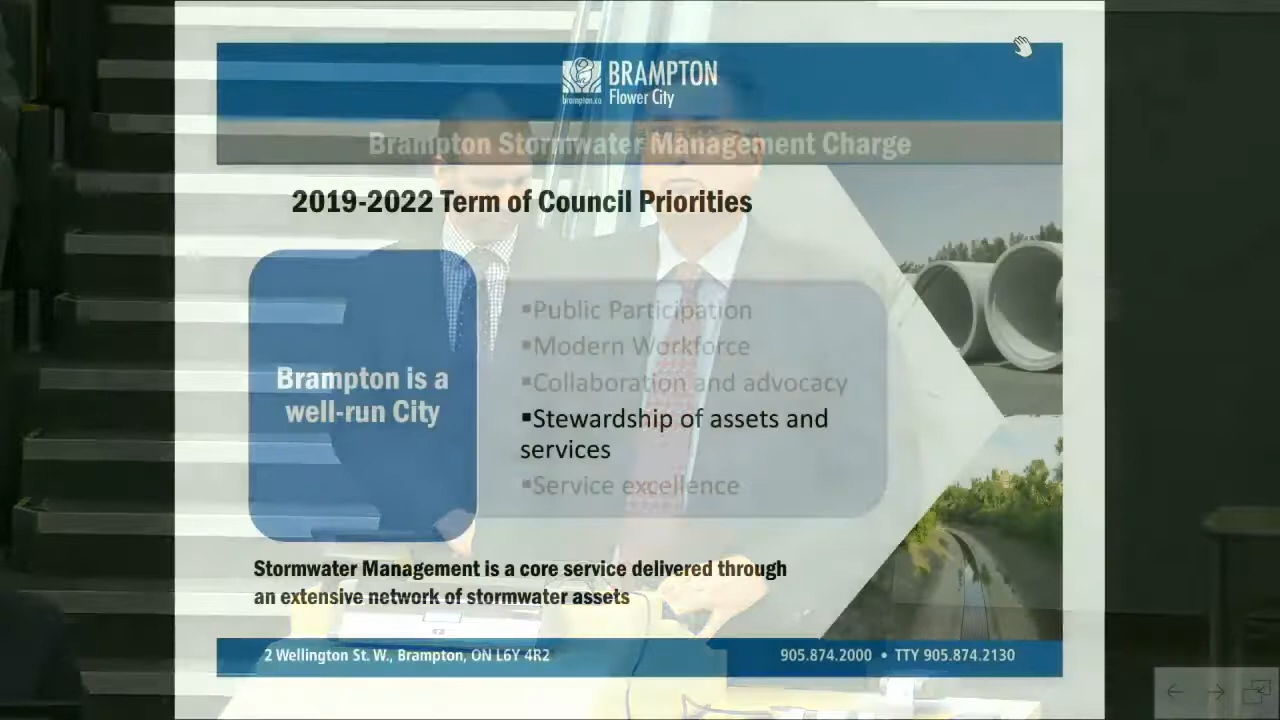 BRAMPTON
brampton.ca
Flower City
Brampton Stormwater Management Charge
2019-2022 Term of Council Priorities
Brampton is a
well-run City
▪Public Participation
▪Modern Workforce
▪Collaboration and advocacy
▪Stewardship of assets and
services
▪Service excellence
Stormwater Management is a core service delivered through
an extensive network of stormwater assets
2 Wellington St. W., Brampton, ON L6Y 4R2
905.874.2000 • TTY 905.874.2130